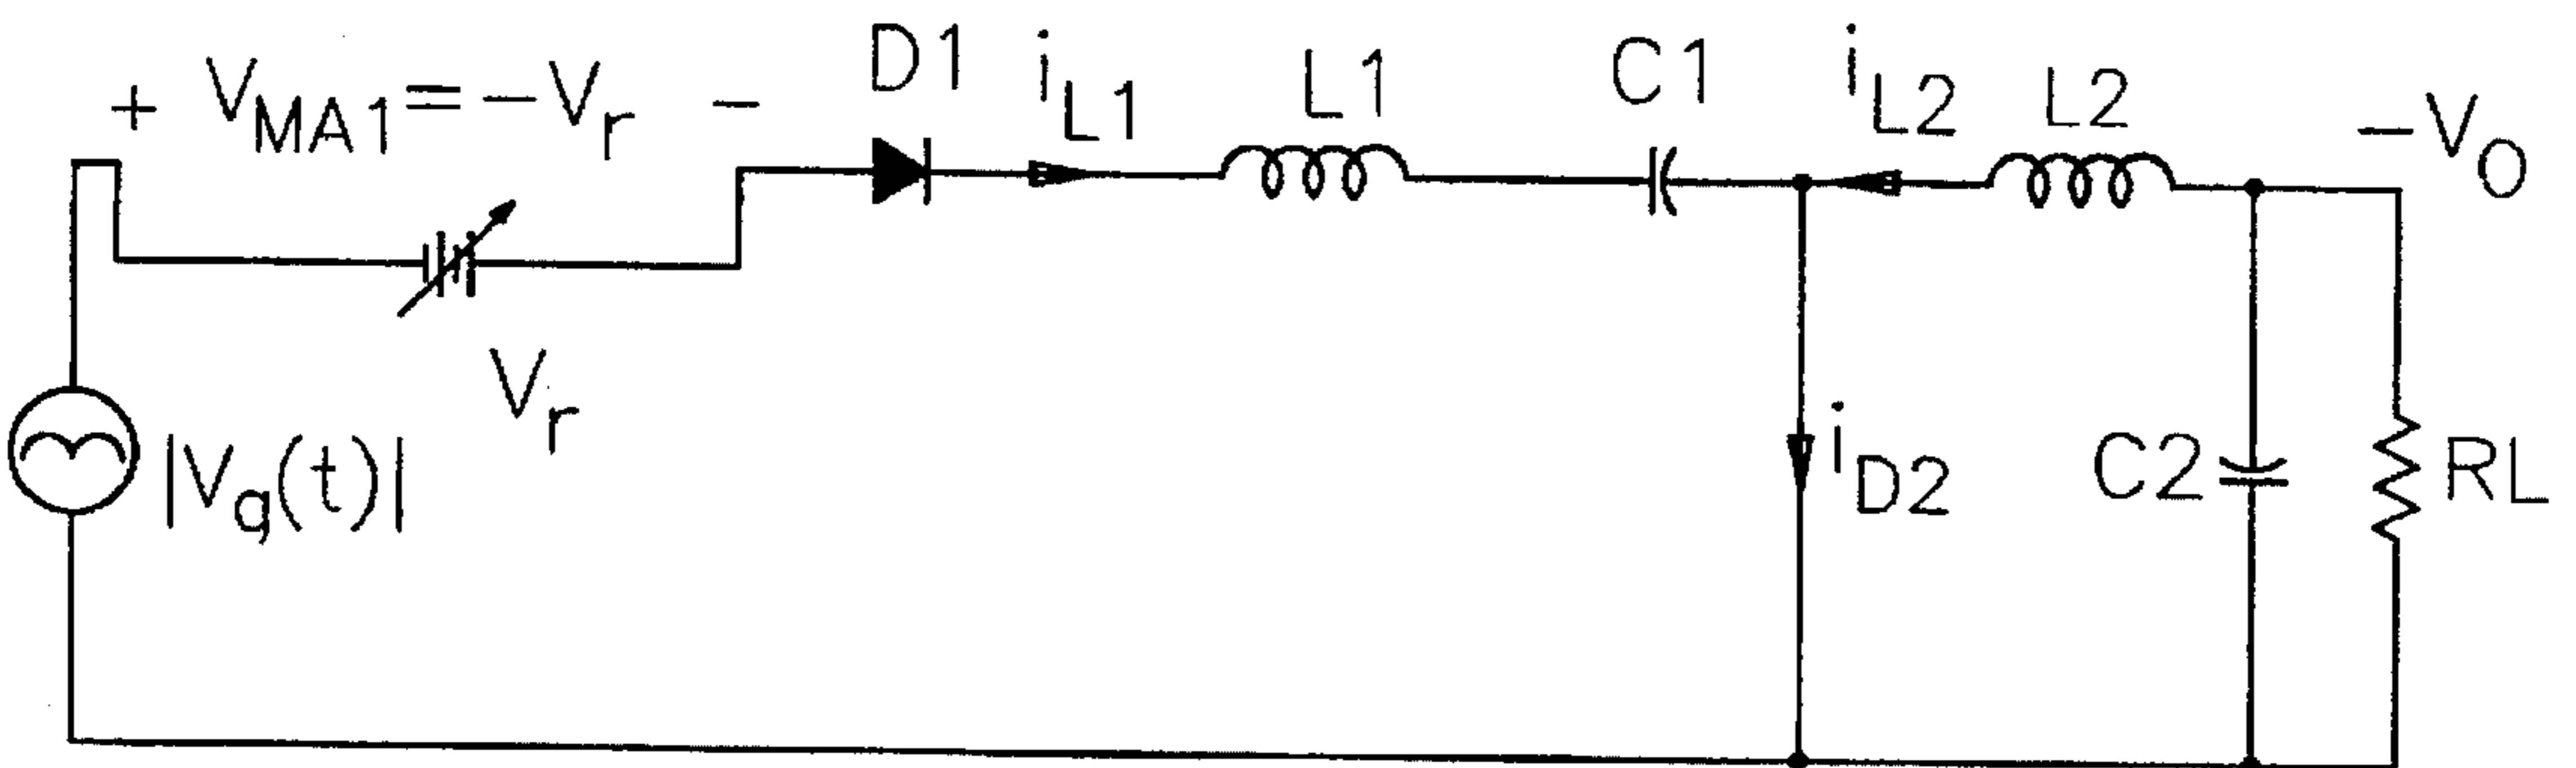 + V_MA1=-V_r -
D1
i_L1
L1
C1
i_L2
L2
-V_O
V_r
|V_g(t)|
i_D2
C2
RL